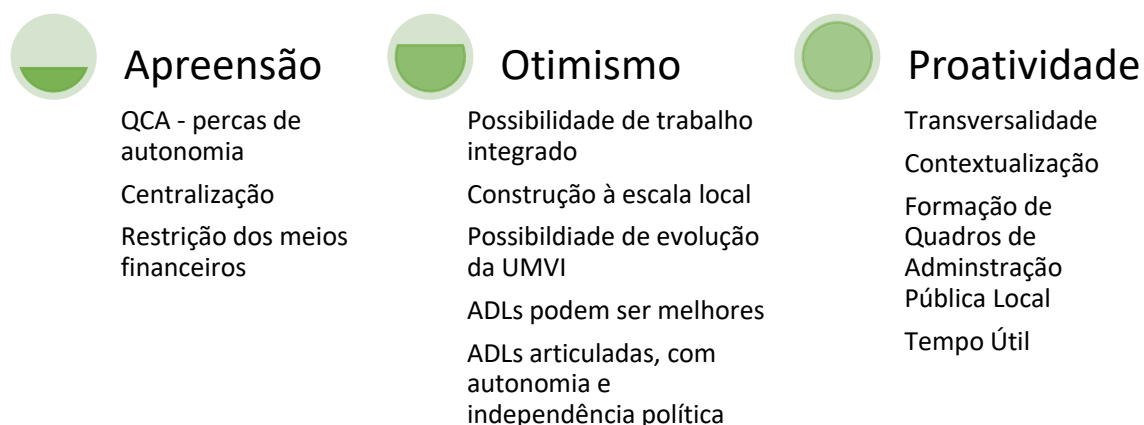 Apreensão
QCA - percas de
autonomia
Centralização
Restrição dos meios
financeiros
Otimismo
Possibilidade de trabalho
integrado
Construção à escala local
Possibildiade de evolução
da UMVI
ADLs podem ser melhores
ADLs articuladas, com
autonomia e
independência política
Proatividade
Transversalidade
Contextualização
Formação de
Quadros de
Adminstração
Pública Local
Tempo Útil